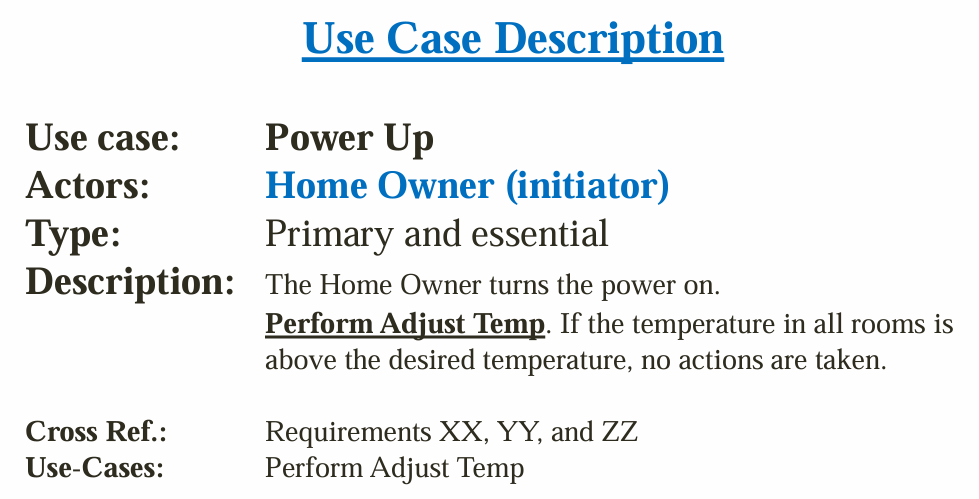 Use Case Description
Use case: Power Up
Actors: Home Owner (initiator)
Type: Primary and essential
Description: The Home Owner turns the power on.
Perform Adjust Temp. If the temperature in all rooms is
above the desired temperature, no actions are taken.
Cross Ref.: Requirements XX, YY, and ZZ
Use-Cases: Perform Adjust Temp